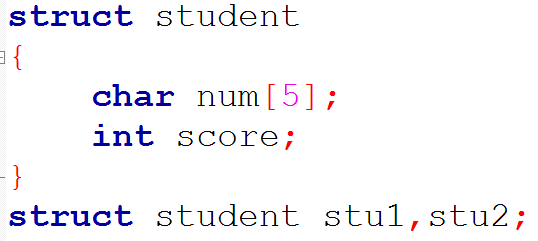 struct student
{
    char num[5];
    int score;
}
struct student stu1,stu2;